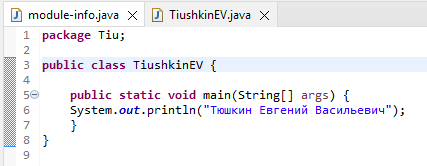 module-info.java TiushkinEV.java
1 package Tiu;
2
3 public class TiushkinEV {
4
5 public static void main(String[] args) {
6 System.out.println("Тюшкин Евгений Васильевич");
7 }
8 }
9